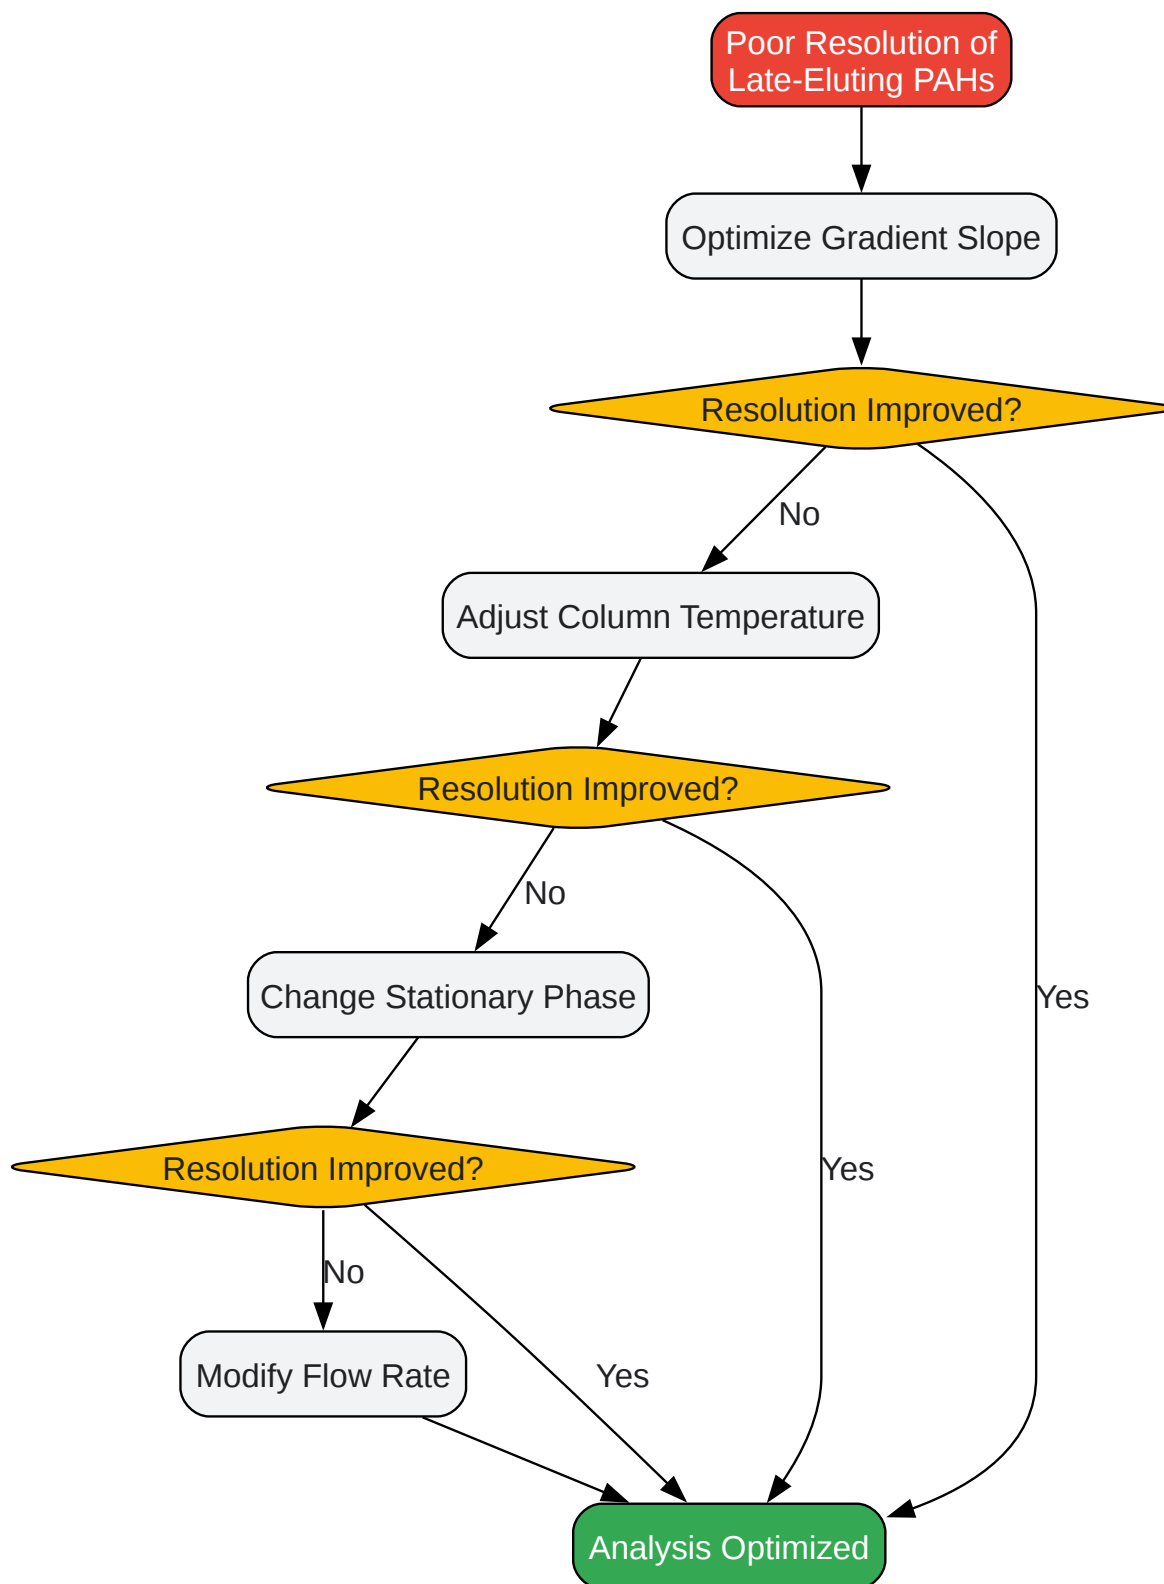 Poor Resolution of
Late-Eluting PAHs
Optimize Gradient Slope
Resolution Improved?
No
Adjust Column Temperature
Resolution Improved?
No
Change Stationary Phase
Yes
Resolution Improved?
Yes
No
Modify Flow Rate
Yes
Analysis Optimized